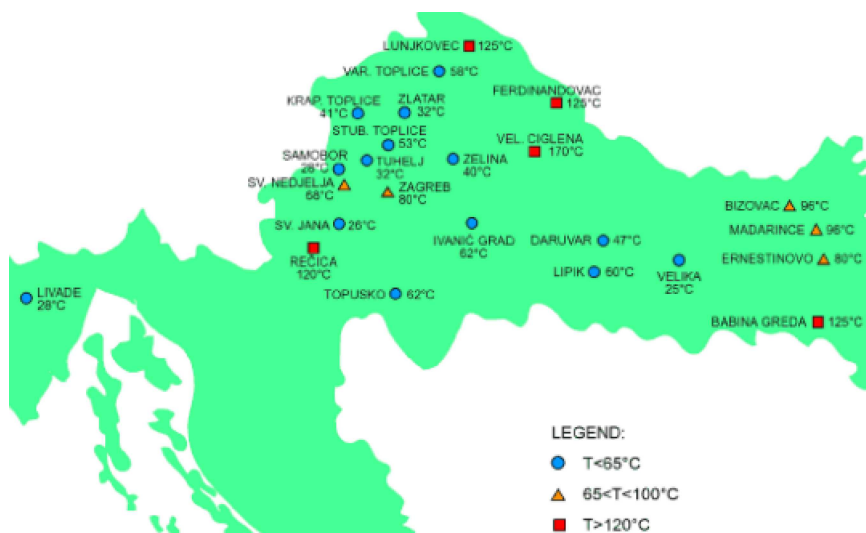 LUNJKOVEC 125°C
VAR. TOPLICE 58°C
FERDINANDOVAC
125°C
KRAP. TOPLICE
41°C
ZLATAR
32°C
STUB. TOPLICE
53°C
VEL. CIGLENA
170°C
SAMOBOR
28°C
TUHELJ
32°C
ZELINA
40°C
SV. NEDJELJA
68°C
ZAGREB
80°C
BIZOVAC 96°C
SV. JANA 26°C
IVANIĆ GRAD
62°C
DARUVAR 47°C
MADARINCE 96°C
REČICA
120°C
LIPIK 60°C
VELIKA
25°C
ERNESTINOVO 80°C
LIVADE
28°C
TOPUSKO 62°C
BABINA GREDA 125°C
LEGEND:
T<65°C
65<T<100°C
T>120°C